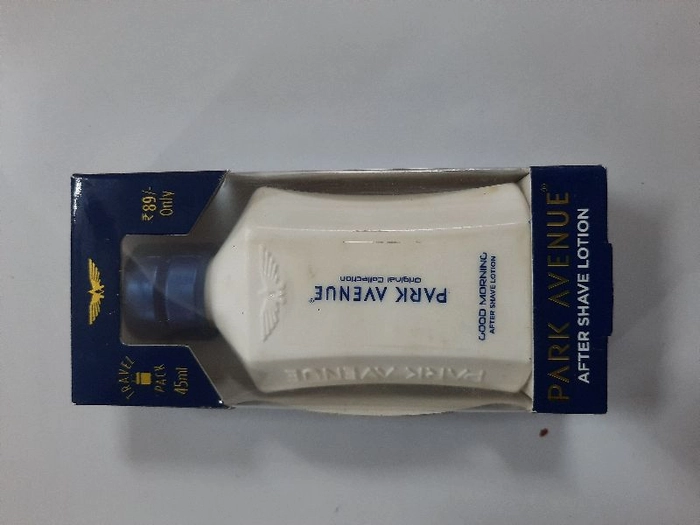 TRAVEL
PACK
45ml
₹89/-
Only
PARK AVENUE®
Original Collection
GOOD MORNING
AFTER SHAVE LOTION
PARK AVENUE
PARK AVENUE™
AFTER SHAVE LOTION